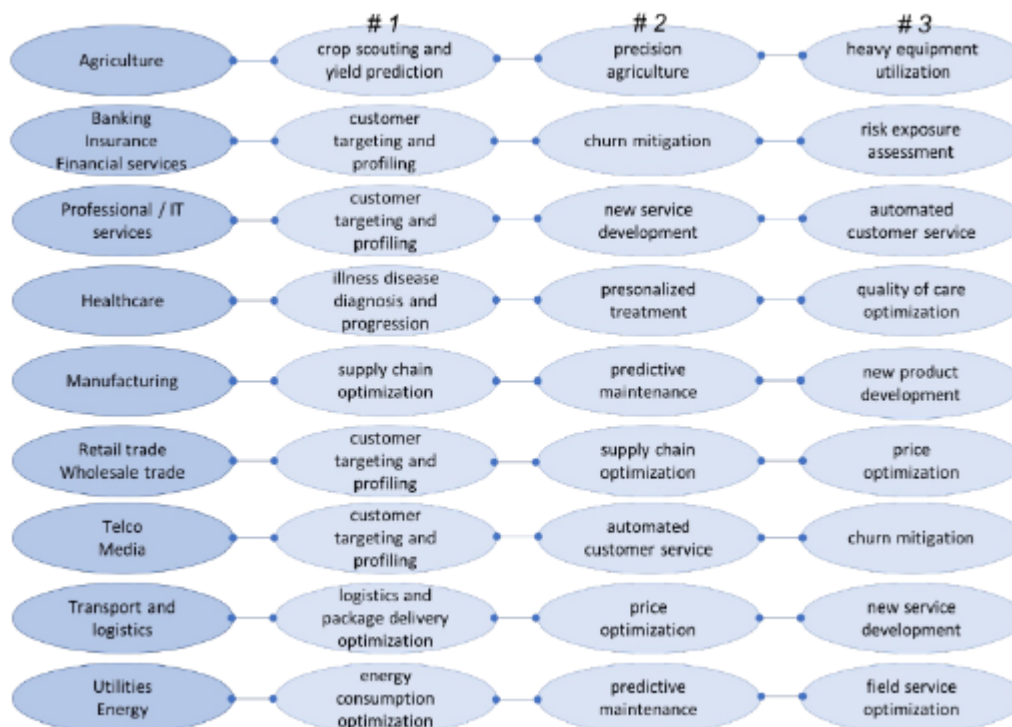 # 1
# 2
# 3
Agriculture
crop scouting and
yield prediction
precision
agriculture
heavy equipment
utilization
Banking
Insurance
Financial services
customer
targeting and
profiling
churn mitigation
risk exposure
assessment
Professional / IT
services
customer
targeting and
profiling
new service
development
automated
customer service
Healthcare
illness disease
diagnosis and
progression
presonalized
treatment
quality of care
optimization
Manufacturing
supply chain
optimization
predictive
maintenance
new product
development
Retail trade
Wholesale trade
customer
targeting and
profiling
supply chain
optimization
price
optimization
Telco
Media
customer
targeting and
profiling
automated
customer service
churn mitigation
Transport and
logistics
logistics and
package delivery
optimization
price
optimization
new service
development
Utilities
Energy
energy
consumption
optimization
predictive
maintenance
field service
optimization